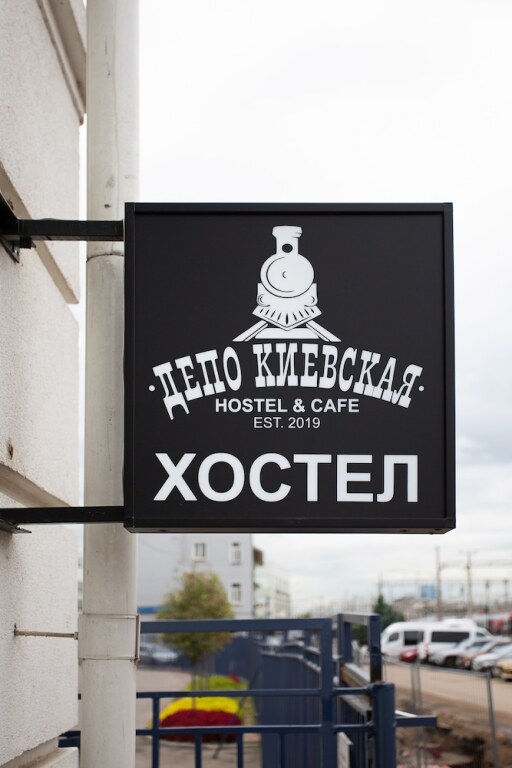 ·ДЕПО КИЕВСКАЯ·
HOSTEL & CAFE
EST. 2019
ХОСТЕЛ